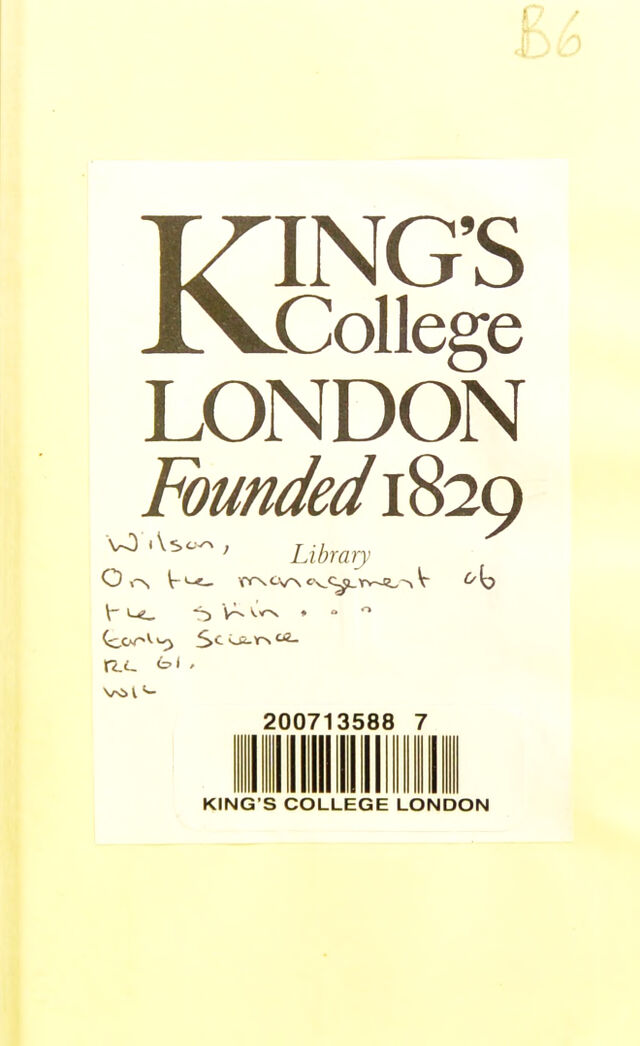 B6
KING'S
College
LONDON
Founded 1829
Library
Wilson,
On the management of
the skin . . .
Early Science
RL 61.
WIL
200713588 7
KING'S COLLEGE LONDON